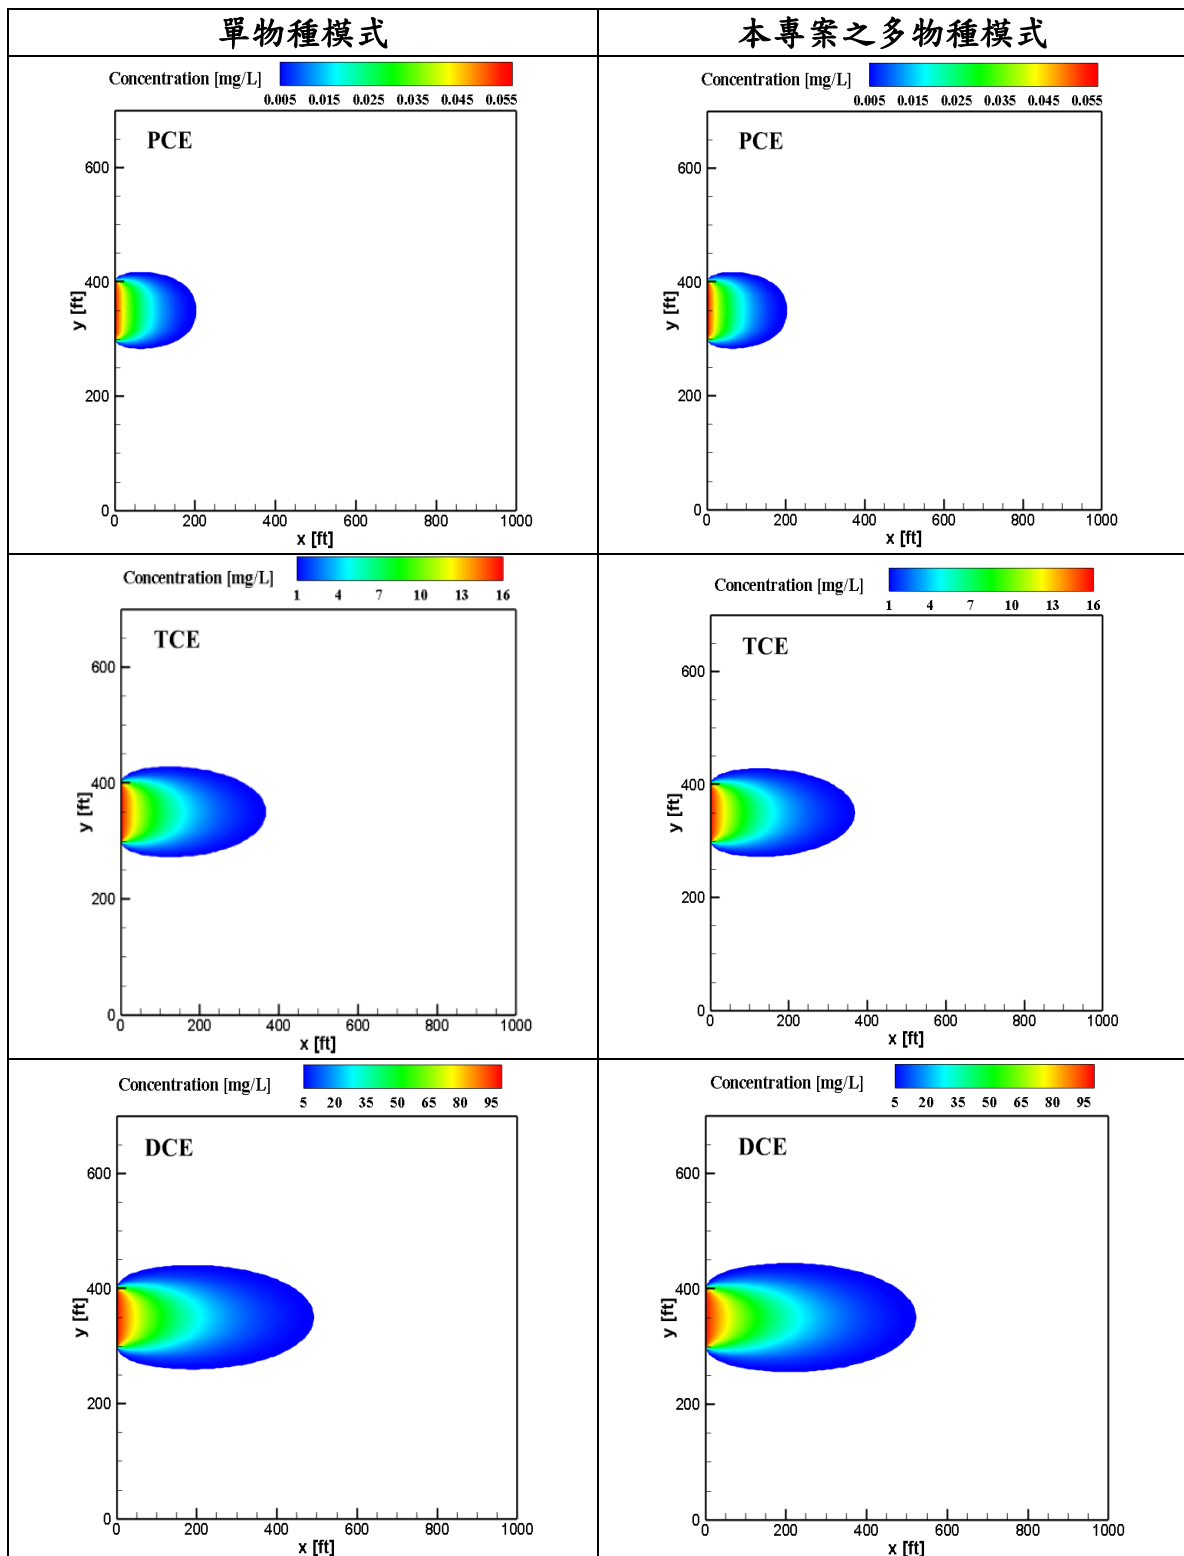 單物種模式
本專案之多物種模式
Concentration [mg/L]
0.005 0.015 0.025 0.035 0.045 0.055
PCE
600
400
200
0
y [ft]
0 200 400 600 800 1000
x [ft]
Concentration [mg/L]
0.005 0.015 0.025 0.035 0.045 0.055
PCE
600
400
200
0
y [ft]
0 200 400 600 800 1000
x [ft]
Concentration [mg/L]
1 4 7 10 13 16
TCE
600
400
200
0
y [ft]
0 200 400 600 800 1000
x [ft]
Concentration [mg/L]
1 4 7 10 13 16
TCE
600
400
200
0
y [ft]
0 200 400 600 800 1000
x [ft]
Concentration [mg/L]
5 20 35 50 65 80 95
DCE
600
400
200
0
y [ft]
0 200 400 600 800 1000
x [ft]
Concentration [mg/L]
5 20 35 50 65 80 95
DCE
600
400
200
0
y [ft]
0 200 400 600 800 1000
x [ft]